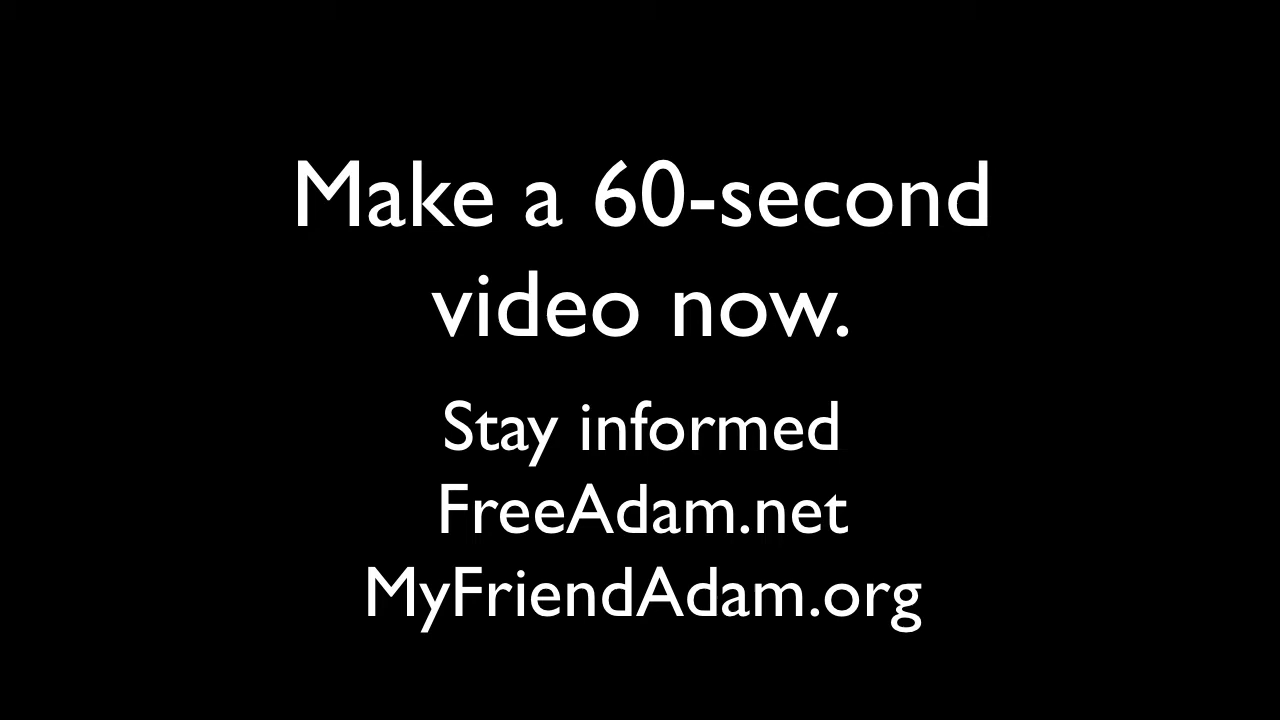 Make a 60-second
video now.
Stay informed
FreeAdam.net
MyFriendAdam.org